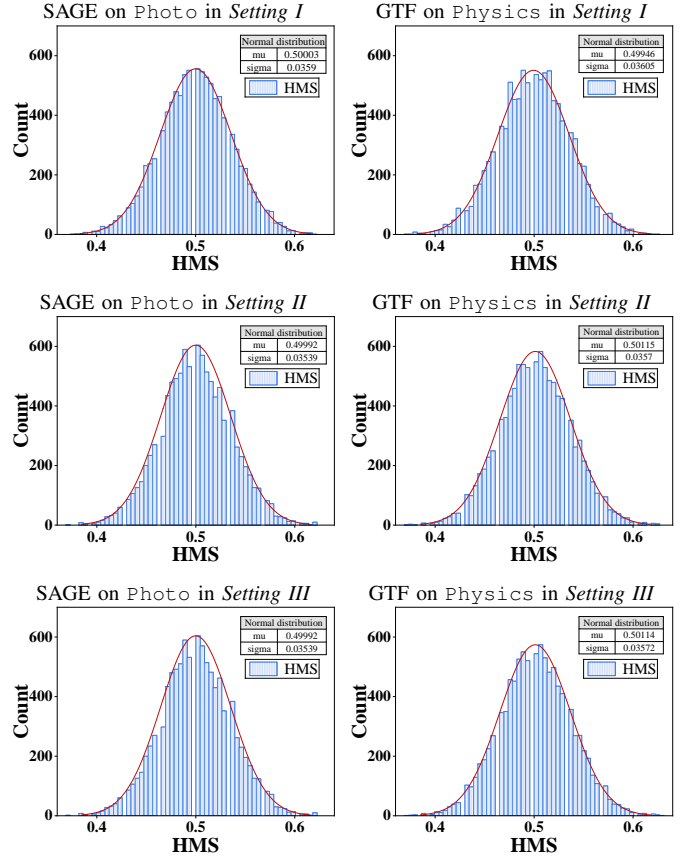 SAGE on Photo in Setting I
Normal distribution
mu 0.50003
sigma 0.0359
HMS
600
400
200
0
Count
0.4 0.5 0.6
HMS
GTF on Physics in Setting I
Normal distribution
mu 0.49946
sigma 0.03605
HMS
600
400
200
0
Count
0.4 0.5 0.6
HMS
SAGE on Photo in Setting II
Normal distribution
mu 0.49992
sigma 0.03539
HMS
600
400
200
0
Count
0.4 0.5 0.6
HMS
GTF on Physics in Setting II
Normal distribution
mu 0.50115
sigma 0.0357
HMS
600
400
200
0
Count
0.4 0.5 0.6
HMS
SAGE on Photo in Setting III
Normal distribution
mu 0.49992
sigma 0.03539
HMS
600
400
200
0
Count
0.4 0.5 0.6
HMS
GTF on Physics in Setting III
Normal distribution
mu 0.50114
sigma 0.03572
HMS
600
400
200
0
Count
0.4 0.5 0.6
HMS